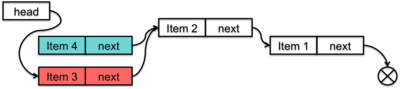 head
Item 4 next
Item 2 next
Item 1 next
Item 3 next